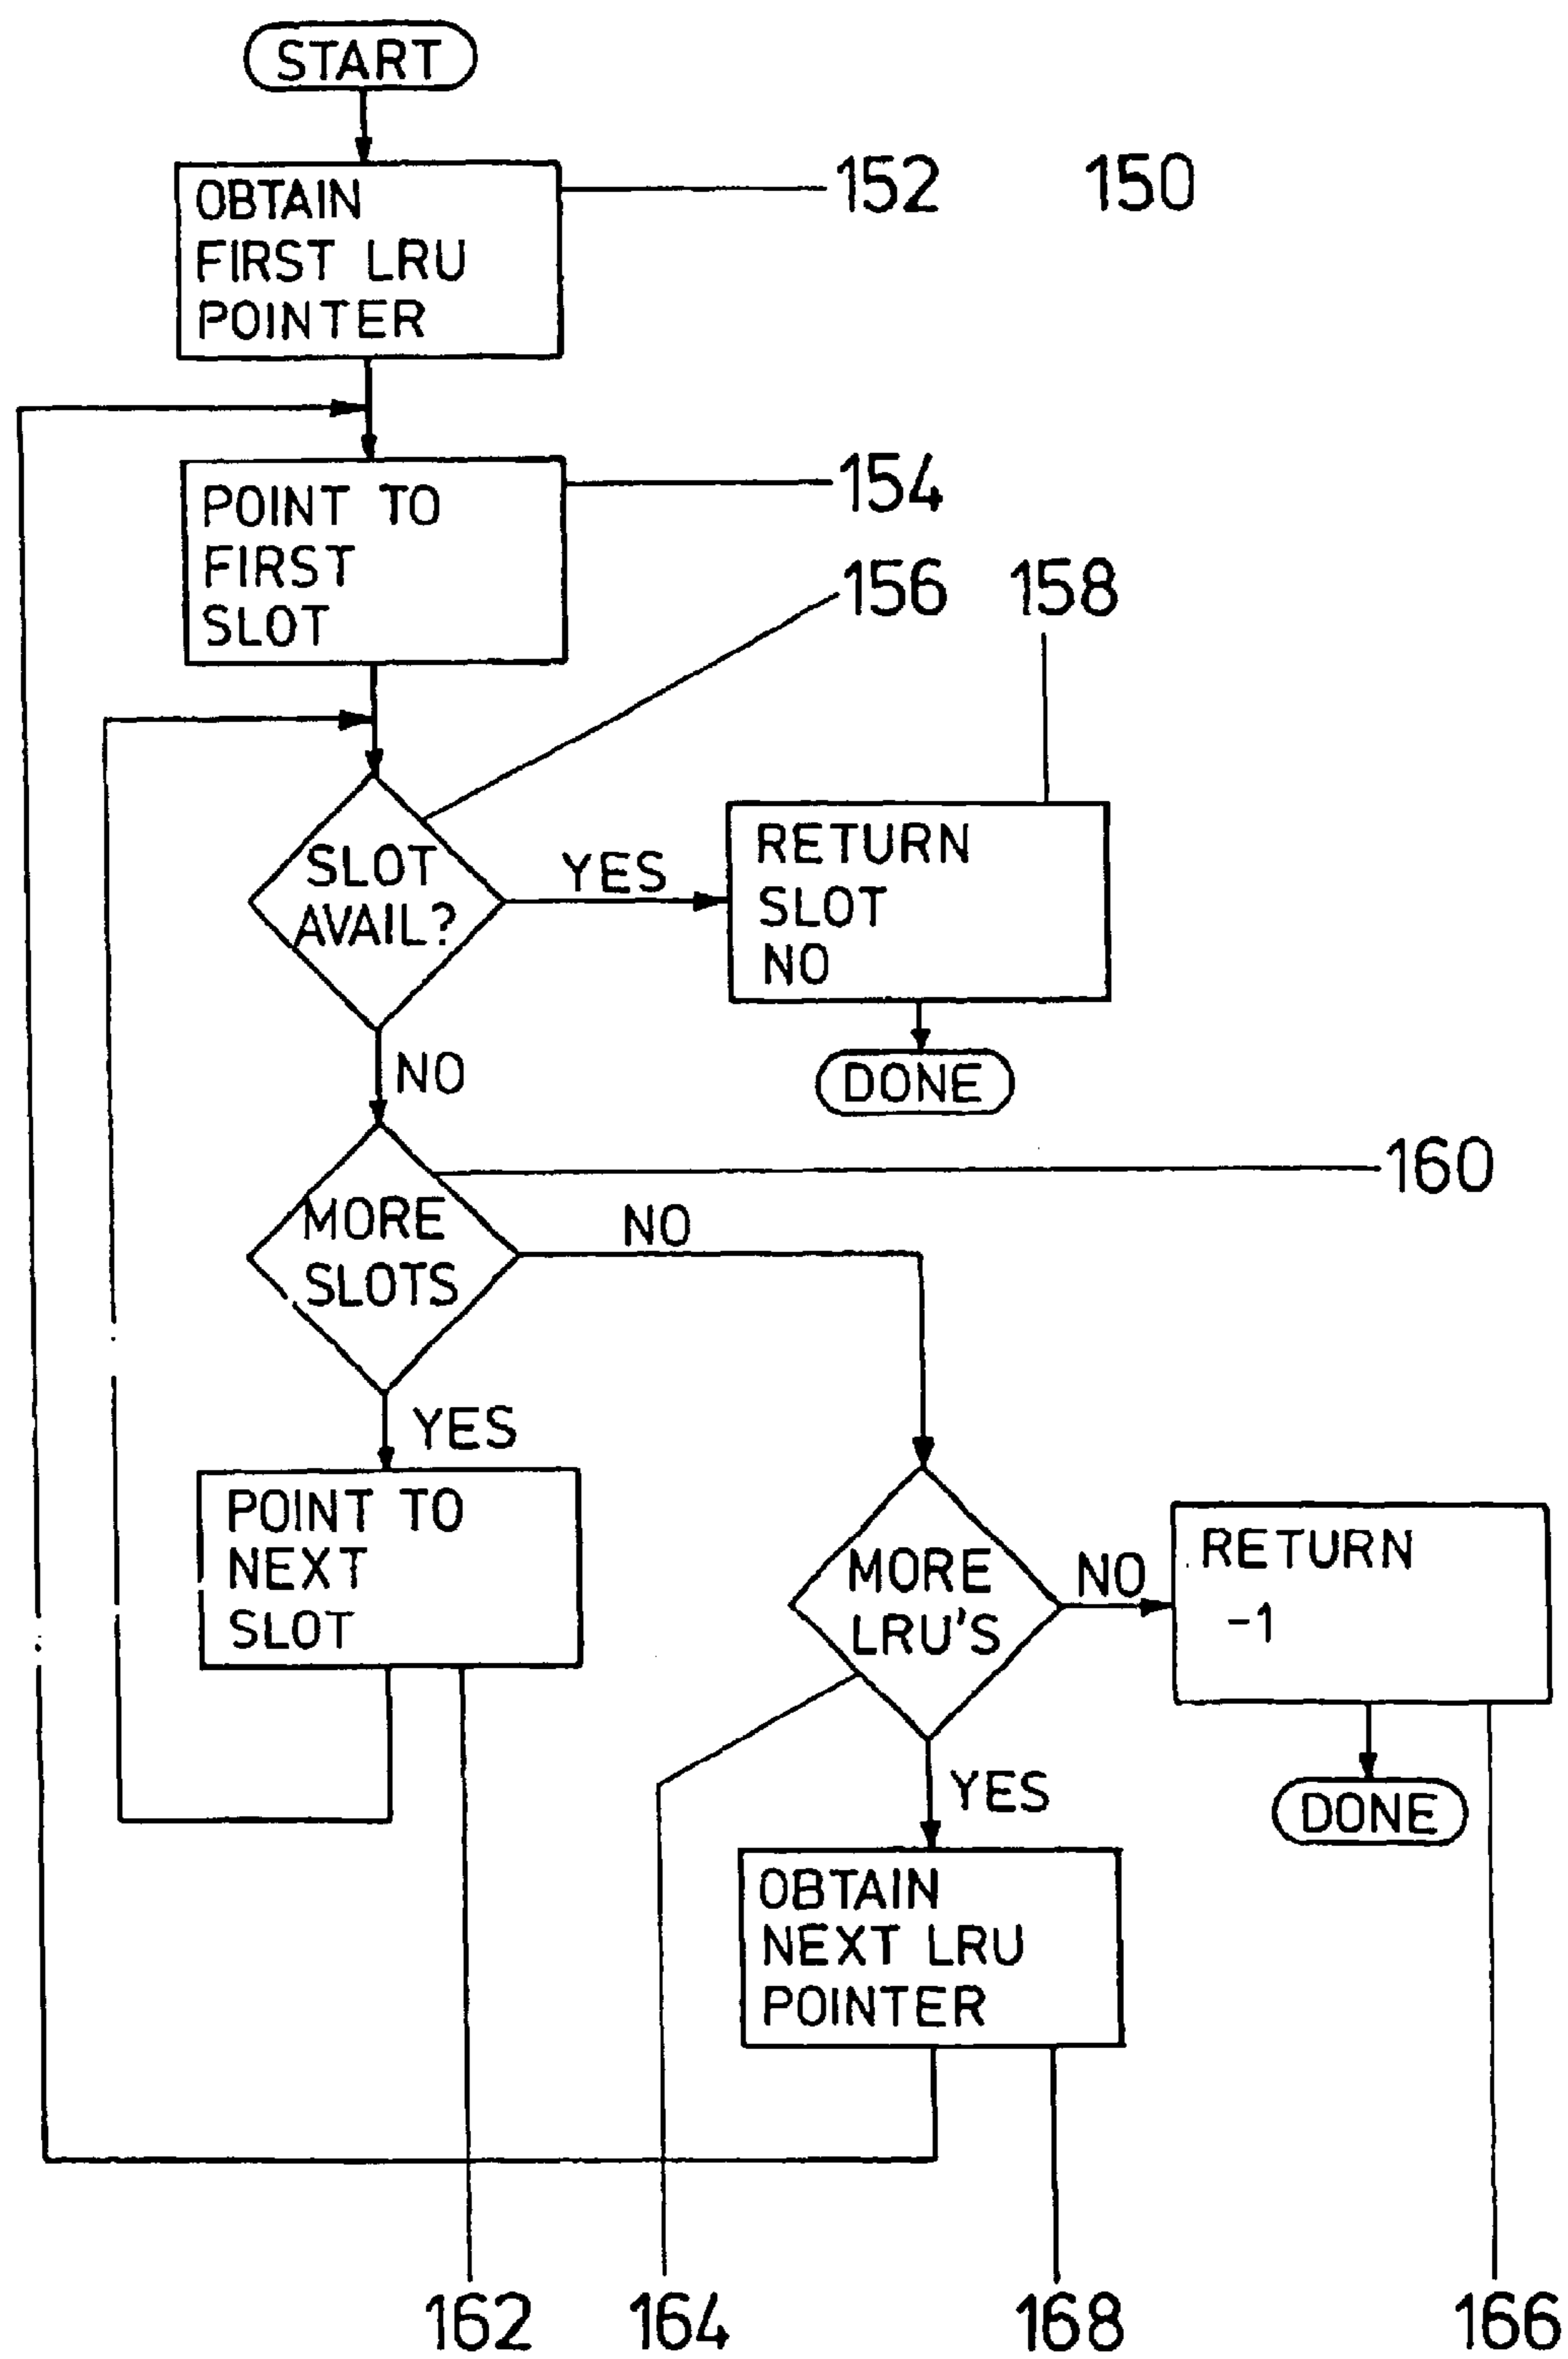 START
OBTAIN
FIRST LRU
POINTER
152
150
POINT TO
FIRST
SLOT
154
156
158
SLOT
AVAIL?
YES
RETURN
SLOT
NO
DONE
NO
160
MORE
SLOTS
NO
YES
POINT TO
NEXT
SLOT
MORE
LRU'S
NO
RETURN
-1
DONE
YES
OBTAIN
NEXT LRU
POINTER
162
164
168
166